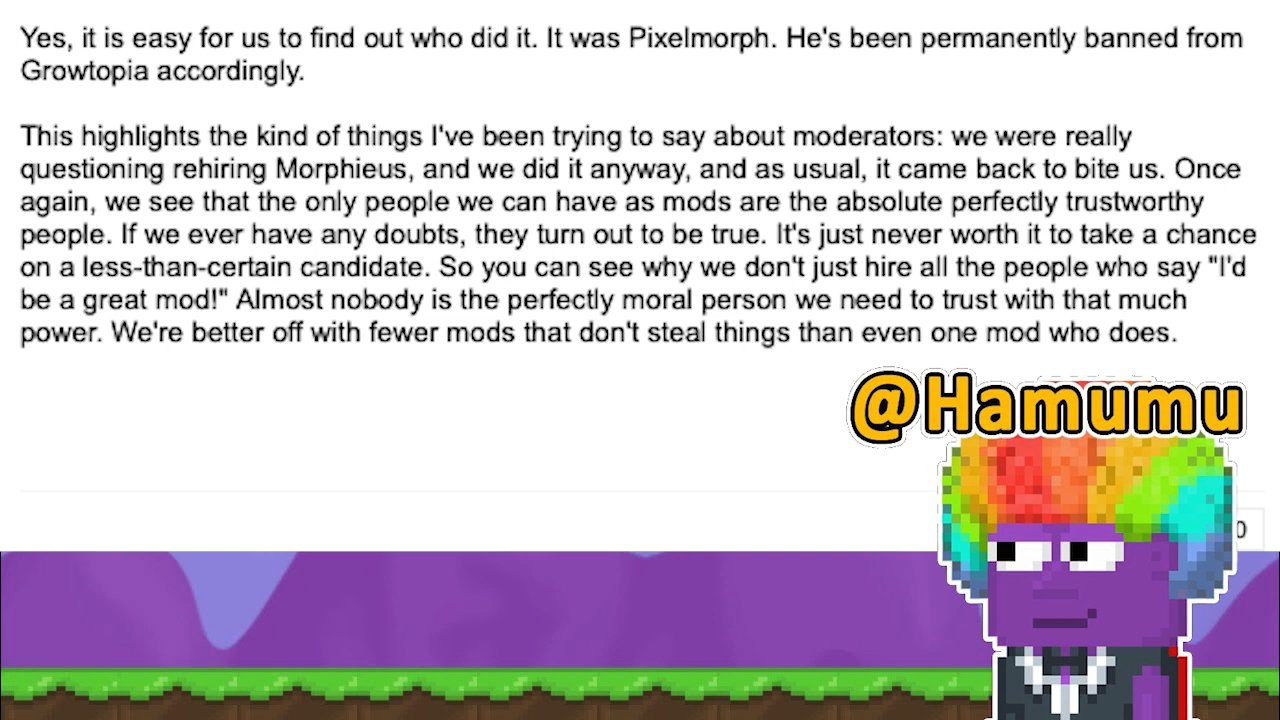 Yes, it is easy for us to find out who did it. It was Pixelmorph. He's been permanently banned from
Growtopia accordingly.
This highlights the kind of things I've been trying to say about moderators: we were really
questioning rehiring Morphieus, and we did it anyway, and as usual, it came back to bite us. Once
again, we see that the only people we can have as mods are the absolute perfectly trustworthy
people. If we ever have any doubts, they turn out to be true. It's just never worth it to take a chance
on a less-than-certain candidate. So you can see why we don't just hire all the people who say "I'd
be a great mod!" Almost nobody is the perfectly moral person we need to trust with that much
power. We're better off with fewer mods that don't steal things than even one mod who does.
@Hamumu
0